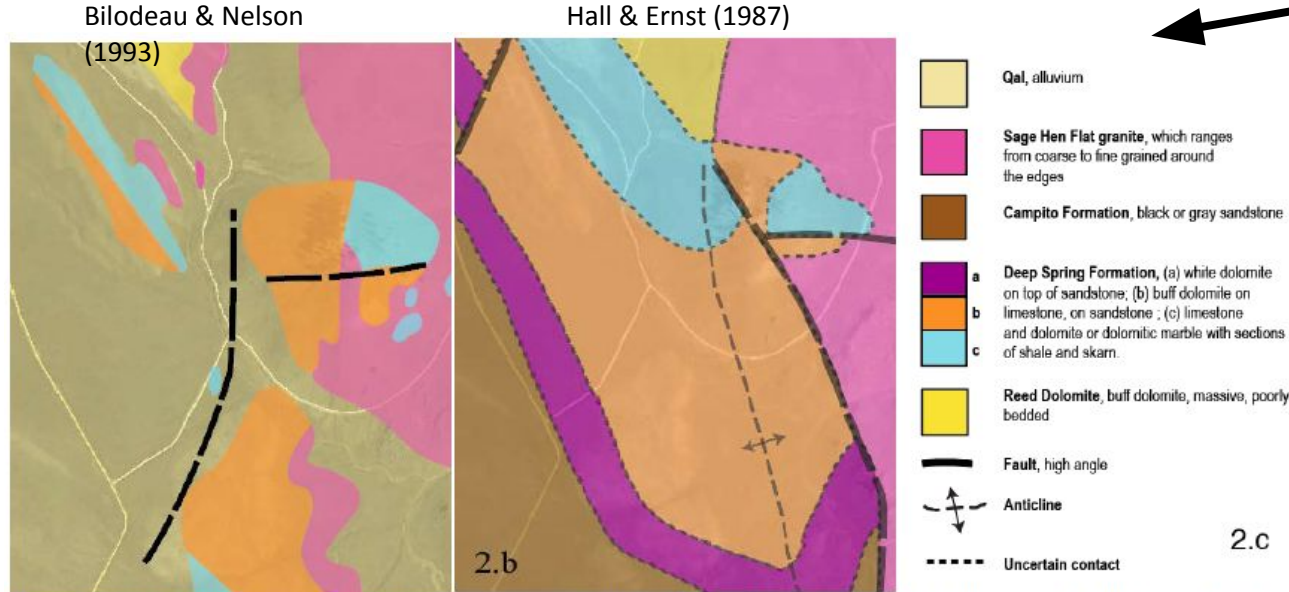 Bilodeau & Nelson
(1993)
Hall & Ernst (1987)
2.b
Qal, alluvium
Sage Hen Flat granite, which ranges
from coarse to fine grained around
the edges
Campito Formation, black or gray sandstone
a
b
c
Deep Spring Formation, (a) white dolomite
on top of sandstone; (b) buff dolomite on
limestone, on sandstone ; (c) limestone
and dolomite or dolomitic marble with sections
of shale and skarn.
Reed Dolomite, buff dolomite, massive, poorly
bedded
Fault, high angle
Anticline
Uncertain contact
2.c